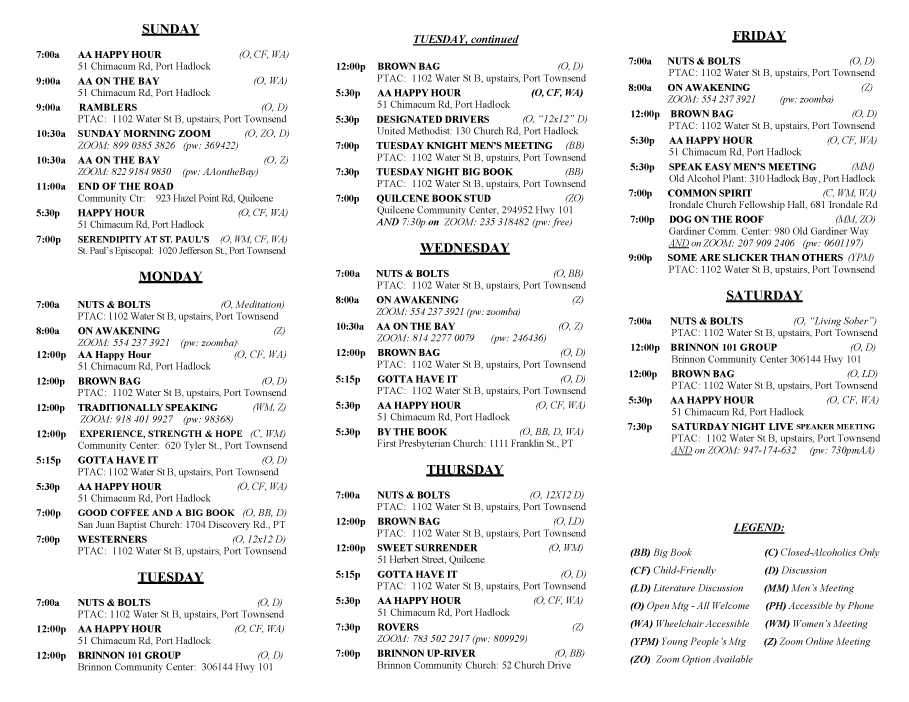 SUNDAY
7:00a AA HAPPY HOUR (O, CF, WA)
51 Chimacum Rd, Port Hadlock
9:00a AA ON THE BAY (O, WA)
51 Chimacum Rd, Port Hadlock
9:00a RAMBLERS (O, D)
PTAC: 1102 Water St B, upstairs, Port Townsend
10:30a SUNDAY MORNING ZOOM (O, ZO, D)
ZOOM: 899 0385 3826 (pw: 369422)
10:30a AA ON THE BAY (O, Z)
ZOOM: 822 9184 9830 (pw: AAontheBay)
11:00a END OF THE ROAD
Community Ctr: 923 Hazel Point Rd, Quilcene
5:30p HAPPY HOUR (O, CF, WA)
51 Chimacum Rd, Port Hadlock
7:00p SERENDIPITY AT ST. PAUL'S (O, WM, CF, WA)
St. Paul's Episcopal: 1020 Jefferson St., Port Townsend
MONDAY
7:00a NUTS & BOLTS (O, Meditation)
PTAC: 1102 Water St B, upstairs, Port Townsend
8:00a ON AWAKENING (Z)
ZOOM: 554 237 3921 (pw: zoomba)
12:00p AA Happy Hour (O, CF, WA)
51 Chimacum Rd, Port Hadlock
12:00p BROWN BAG (O, D)
PTAC: 1102 Water St B, upstairs, Port Townsend
12:00p TRADITIONALLY SPEAKING (WM, Z)
ZOOM: 918 401 9927 (pw: 98368)
12:00p EXPERIENCE, STRENGTH & HOPE (C, WM)
Community Center: 620 Tyler St., Port Townsend
5:15p GOTTA HAVE IT (O, D)
PTAC: 1102 Water St B, upstairs, Port Townsend
5:30p AA HAPPY HOUR (O, CF, WA)
51 Chimacum Rd, Port Hadlock
7:00p GOOD COFFEE AND A BIG BOOK (O, BB, D)
San Juan Baptist Church: 1704 Discovery Rd., PT
7:00p WESTERNERS (O, 12x12 D)
PTAC: 1102 Water St B, upstairs, Port Townsend
TUESDAY
7:00a NUTS & BOLTS (O, D)
PTAC: 1102 Water St B, upstairs, Port Townsend
12:00p AA HAPPY HOUR (O, CF, WA)
51 Chimacum Rd, Port Hadlock
12:00p BRINNON 101 GROUP (O, D)
Brinnon Community Center: 306144 Hwy 101
TUESDAY, continued
12:00p BROWN BAG (O, D)
PTAC: 1102 Water St B, upstairs, Port Townsend
5:30p AA HAPPY HOUR (O, CF, WA)
51 Chimacum Rd, Port Hadlock
5:30p DESIGNATED DRIVERS (O, "12x12" D)
United Methodist: 130 Church Rd, Port Hadlock
7:00p TUESDAY KNIGHT MEN'S MEETING (BB)
PTAC: 1102 Water St B, upstairs, Port Townsend
7:30p TUESDAY NIGHT BIG BOOK (BB)
PTAC: 1102 Water St B, upstairs, Port Townsend
7:00p QUILCENE BOOK STUD (ZO)
Quilcene Community Center, 294952 Hwy 101
AND 7:30p on ZOOM: 235 318482 (pw: free)
WEDNESDAY
7:00a NUTS & BOLTS (O, BB)
PTAC: 1102 Water St B, upstairs, Port Townsend
8:00a ON AWAKENING (Z)
ZOOM: 554 237 3921 (pw: zoomba)
10:30a AA ON THE BAY (O, Z)
ZOOM: 814 2277 0079 (pw: 246436)
12:00p BROWN BAG (O, D)
PTAC: 1102 Water St B, upstairs, Port Townsend
5:15p GOTTA HAVE IT (O, D)
PTAC: 1102 Water St B, upstairs, Port Townsend
5:30p AA HAPPY HOUR (O, CF, WA)
51 Chimacum Rd, Port Hadlock
5:30p BY THE BOOK (O, BB, D, WA)
First Presbyterian Church: 1111 Franklin St., PT
THURSDAY
7:00a NUTS & BOLTS (O, 12X12 D)
PTAC: 1102 Water St B, upstairs, Port Townsend
12:00p BROWN BAG (O, LD)
PTAC: 1102 Water St B, upstairs, Port Townsend
12:00p SWEET SURRENDER (O, WM)
51 Herbert Street, Quilcene
5:15p GOTTA HAVE IT (O, D)
PTAC: 1102 Water St B, upstairs, Port Townsend
5:30p AA HAPPY HOUR (O, CF, WA)
51 Chimacum Rd, Port Hadlock
7:30p ROVERS (Z)
ZOOM: 783 502 2917 (pw: 809929)
7:00p BRINNON UP-RIVER (O, BB)
Brinnon Community Church: 52 Church Drive
FRIDAY
7:00a NUTS & BOLTS (O, D)
PTAC: 1102 Water St B, upstairs, Port Townsend
8:00a ON AWAKENING (Z)
ZOOM: 554 237 3921 (pw: zoomba)
12:00p BROWN BAG (O, D)
PTAC: 1102 Water St B, upstairs, Port Townsend
5:30p AA HAPPY HOUR (O, CF, WA)
51 Chimacum Rd, Port Hadlock
5:30p SPEAK EASY MEN'S MEETING (MM)
Old Alcohol Plant: 310 Hadlock Bay, Port Hadlock
7:00p COMMON SPIRIT (C, WM, WA)
Irondale Church Fellowship Hall, 681 Irondale Rd
7:00p DOG ON THE ROOF (MM, ZO)
Gardiner Comm. Center: 980 Old Gardiner Way
AND on ZOOM: 207 909 2406 (pw: 0601197)
9:00p SOME ARE SLICKER THAN OTHERS (YPM)
PTAC: 1102 Water St B, upstairs, Port Townsend
SATURDAY
7:00a NUTS & BOLTS (O, "Living Sober")
PTAC: 1102 Water St B, upstairs, Port Townsend
12:00p BRINNON 101 GROUP (O, D)
Brinnon Community Center 306144 Hwy 101
12:00p BROWN BAG (O, LD)
PTAC: 1102 Water St B, upstairs, Port Townsend
5:30p AA HAPPY HOUR (O, CF, WA)
51 Chimacum Rd, Port Hadlock
7:30p SATURDAY NIGHT LIVE SPEAKER MEETING
PTAC: 1102 Water St B, upstairs, Port Townsend
AND on ZOOM: 947-174-632 (pw: 730pmAA)
LEGEND:
(BB) Big Book (C) Closed-Alcoholics Only
(CF) Child-Friendly (D) Discussion
(LD) Literature Discussion (MM) Men's Meeting
(O) Open Mtg - All Welcome (PH) Accessible by Phone
(WA) Wheelchair Accessible (WM) Women's Meeting
(YPM) Young People's Mtg (Z) Zoom Online Meeting
(ZO) Zoom Option Available